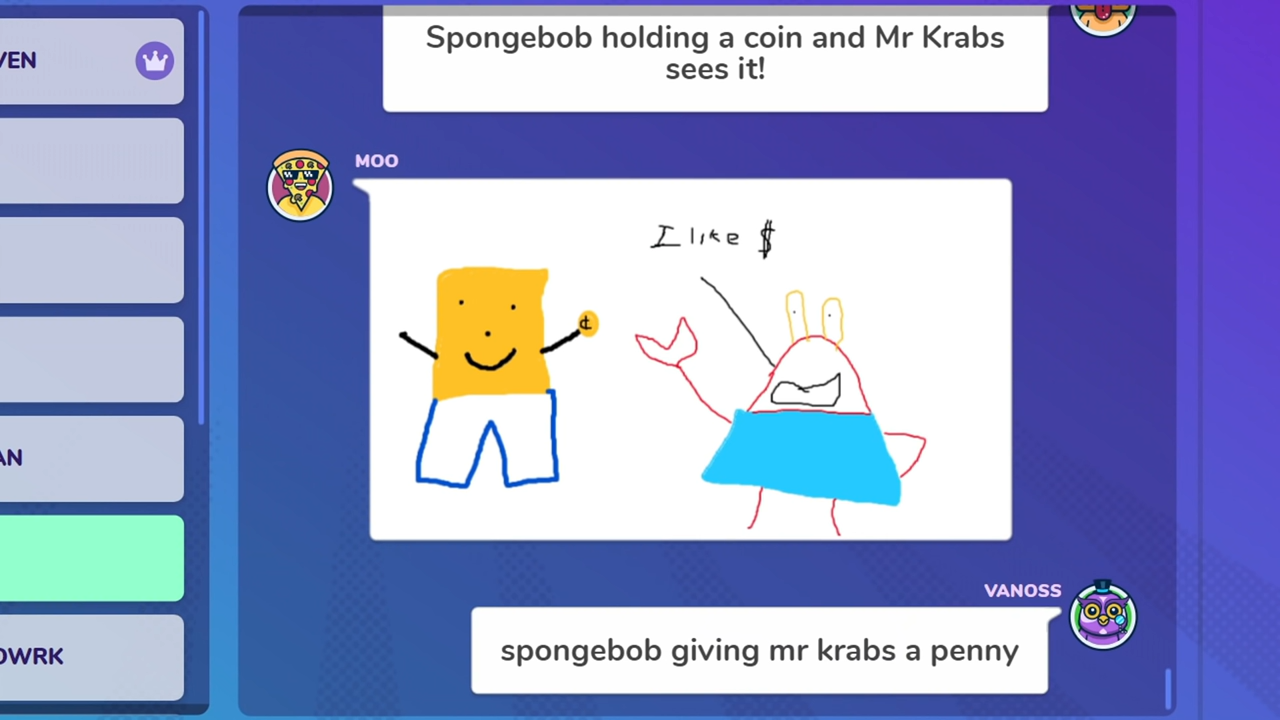 VEN
AN
OWRK
Spongebob holding a coin and Mr Krabs
sees it!
MOO
I like $
¢
VANOSS
spongebob giving mr krabs a penny